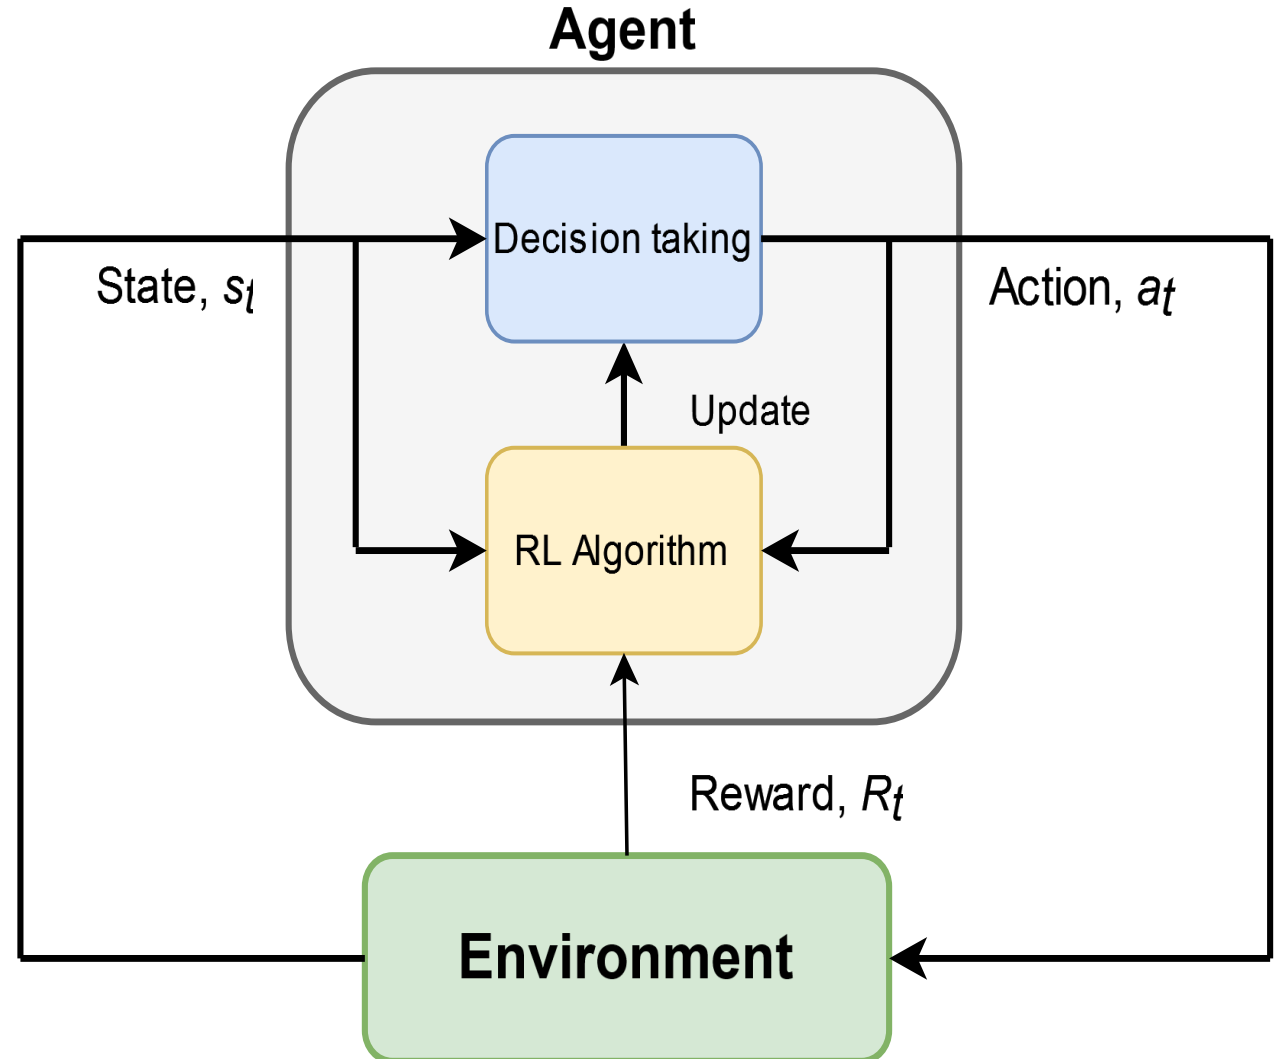 Agent
Decision taking
State, st
Action, at
Update
RL Algorithm
Reward, Rt
Environment